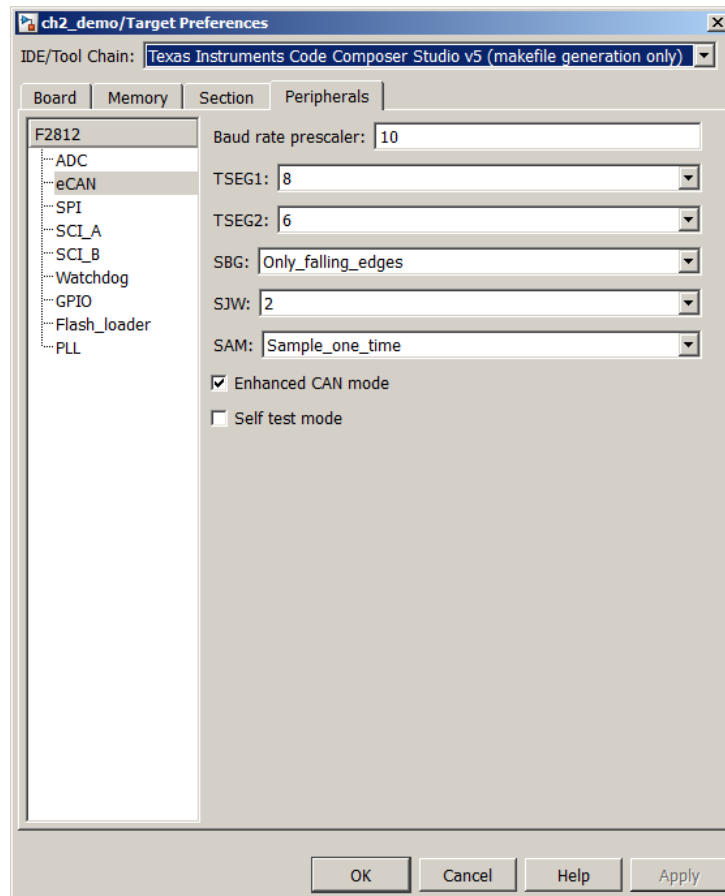 ch2_demo/Target Preferences
IDE/Tool Chain: Texas Instruments Code Composer Studio v5 (makefile generation only)
Board Memory Section Peripherals
F2812
ADC
eCAN
SPI
SCI_A
SCI_B
Watchdog
GPIO
Flash_loader
PLL
Baud rate prescaler: 10
TSEG1: 8
TSEG2: 6
SBG: Only_falling_edges
SJW: 2
SAM: Sample_one_time
Enhanced CAN mode
Self test mode
OK Cancel Help Apply